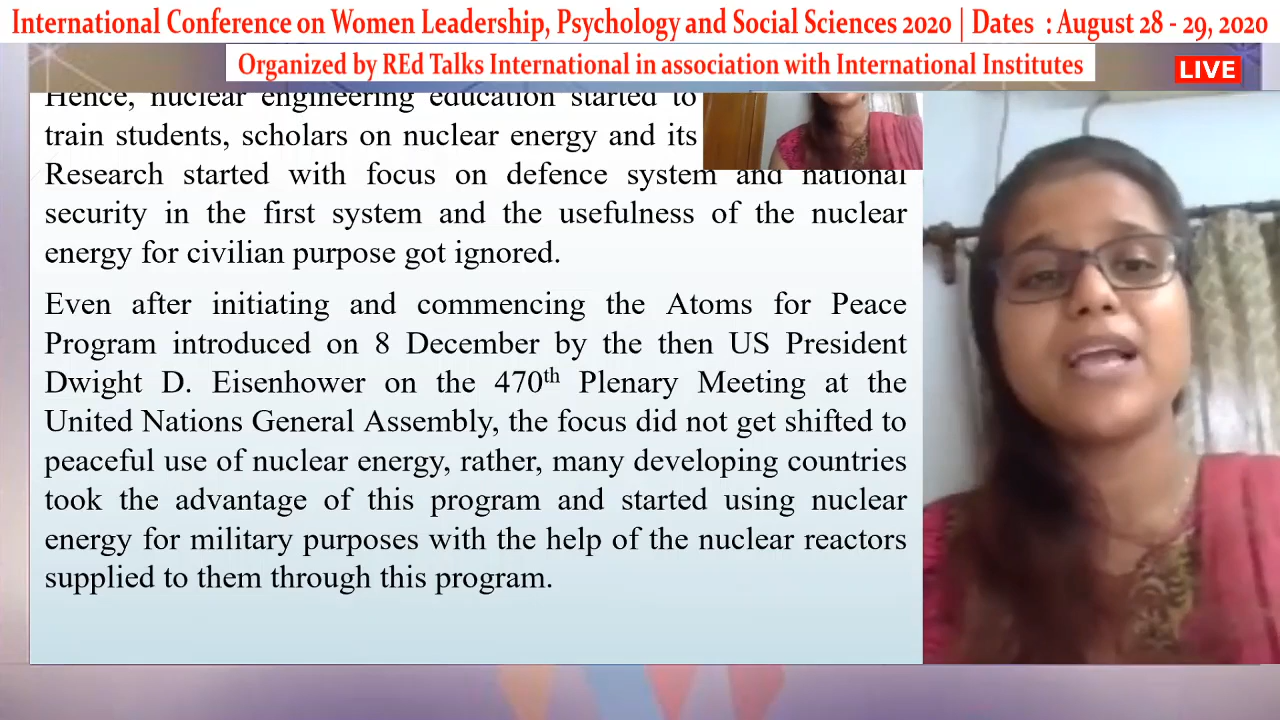 International Conference on Women Leadership, Psychology and Social Sciences 2020 | Dates : August 28 - 29, 2020
Organized by REd Talks International in association with International Institutes
LIVE
Hence, nuclear engineering education started to
train students, scholars on nuclear energy and its
Research started with focus on defence system and national
security in the first system and the usefulness of the nuclear
energy for civilian purpose got ignored.
Even after initiating and commencing the Atoms for Peace
Program introduced on 8 December by the then US President
Dwight D. Eisenhower on the 470th Plenary Meeting at the
United Nations General Assembly, the focus did not get shifted to
peaceful use of nuclear energy, rather, many developing countries
took the advantage of this program and started using nuclear
energy for military purposes with the help of the nuclear reactors
supplied to them through this program.